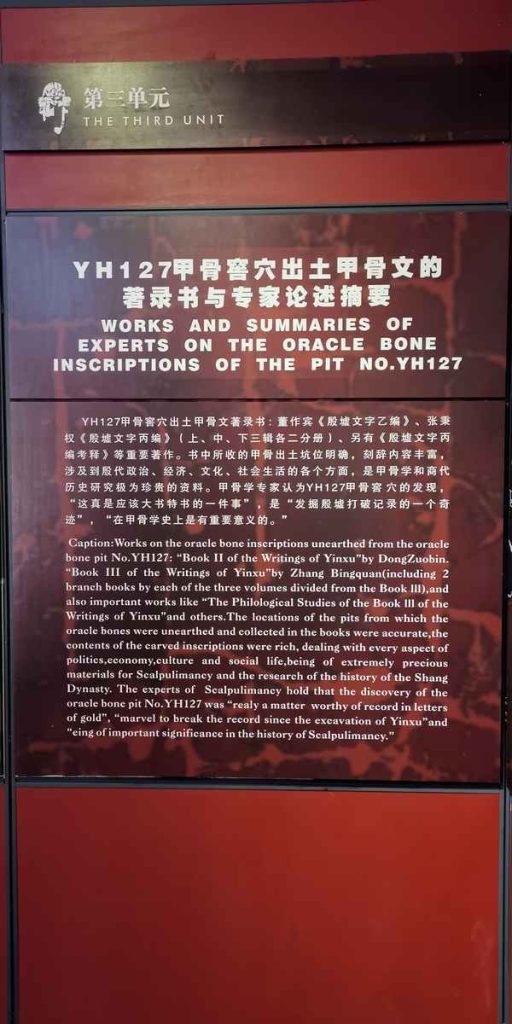 第三单元
THE THIRD UNIT
YH127甲骨窖穴出土甲骨文的
著录书与专家论述摘要
WORKS AND SUMMARIES OF
EXPERTS ON THE ORACLE BONE
INSCRIPTIONS OF THE PIT NO.YH127
YH127甲骨窖穴出土甲骨文著录书：董作宾《殷墟文字乙编》、张秉
权《殷墟文字丙编》（上、中、下三辑各二分册）、另有《殷墟文字丙
编考释》等重要著作。书中所收的甲骨出土坑位明确，刻辞内容丰富，
涉及到殷代政治、经济、文化、社会生活的各个方面，是甲骨学和商代
历史研究极为珍贵的资料。甲骨学专家认为YH127甲骨窖穴的发现，
“这真是应该大书特书的一件事”，是“发掘殷墟打破记录的一个奇
迹”，“在甲骨学史上是有重要意义的。”
Caption:Works on the oracle bone inscriptions unearthed from the oracle
bone pit No.YH127: “Book II of the Writings of Yinxu”by DongZuobin.
“Book III of the Writings of Yinxu”by Zhang Bingquan(including 2
branch books by each of the three volumes divided from the Book lll),and
also important works like “The Philological Studies of the Book lll of the
Writings of Yinxu”and others.The locations of the pits from which the
oracle bones were unearthed and collected in the books were accurate,the
contents of the carved inscriptions were rich, dealing with every aspect of
politics,economy,culture and social life,being of extremely precious
materials for Scalpulimancy and the research of the history of the Shang
Dynasty. The experts of Scalpulimancy hold that the discovery of the
oracle bone pit No.YH127 was “realy a matter worthy of record in letters
of gold”, “marvel to break the record since the excavation of Yinxu”and
“eing of important significance in the history of Scalpulimancy.”